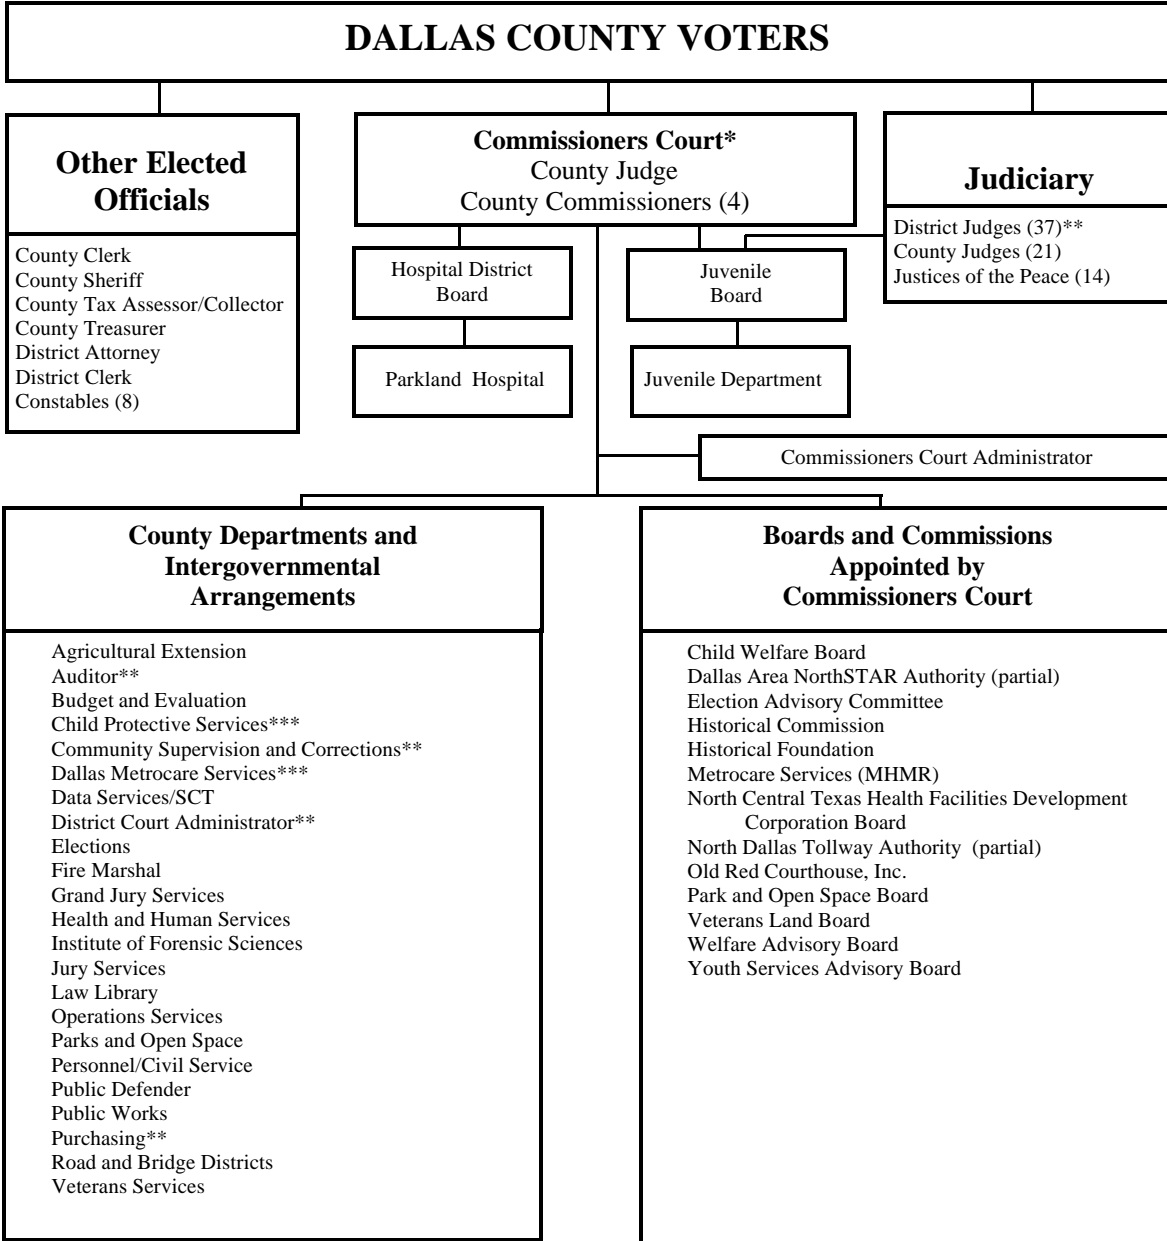 DALLAS COUNTY VOTERS
Other Elected
Officials
County Clerk
County Sheriff
County Tax Assessor/Collector
County Treasurer
District Attorney
District Clerk
Constables (8)
Commissioners Court*
County Judge
County Commissioners (4)
Judiciary
District Judges (37)**
County Judges (21)
Justices of the Peace (14)
Hospital District
Board
Juvenile
Board
Parkland Hospital
Juvenile Department
Commissioners Court Administrator
County Departments and
Intergovernmental
Arrangements
Agricultural Extension
Auditor**
Budget and Evaluation
Child Protective Services***
Community Supervision and Corrections**
Dallas Metrocare Services***
Data Services/SCT
District Court Administrator**
Elections
Fire Marshal
Grand Jury Services
Health and Human Services
Institute of Forensic Sciences
Jury Services
Law Library
Operations Services
Parks and Open Space
Personnel/Civil Service
Public Defender
Public Works
Purchasing**
Road and Bridge Districts
Veterans Services
Boards and Commissions
Appointed by
Commissioners Court
Child Welfare Board
Dallas Area NorthSTAR Authority (partial)
Election Advisory Committee
Historical Commission
Historical Foundation
Metrocare Services (MHMR)
North Central Texas Health Facilities Development
Corporation Board
North Dallas Tollway Authority (partial)
Old Red Courthouse, Inc.
Park and Open Space Board
Veterans Land Board
Welfare Advisory Board
Youth Services Advisory Board